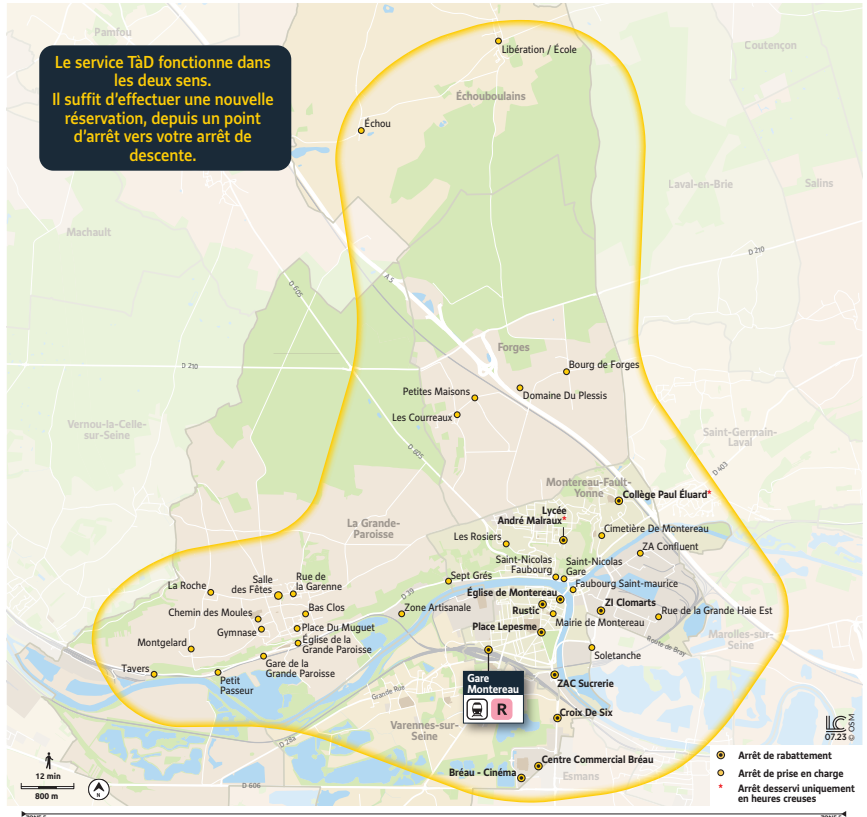 Pamfou
Libération / École
Coutençon
Le service TàD fonctionne dans
les deux sens.
Il suffit d'effectuer une nouvelle
réservation, depuis un point
d'arrêt vers votre arrêt de
descente.
Échouboulains
Échou
Laval-en-Brie
Salins
Machault
D 210
A 5
D 605
Forges
D 210
Bourg de Forges
Petites Maisons
Domaine Du Plessis
Les Courreaux
Vernou-la-Celle-
sur-Seine
Saint-Germain-
Laval
D 605
D 403
Montereau-Fault-
Yonne
Collège Paul Éluard*
Lycée
André Malraux*
La Grande-
Paroisse
Cimetière De Montereau
Les Rosiers
ZA Confluent
Saint-Nicolas
Faubourg
Saint-Nicolas
Gare
Sept Grés
Faubourg Saint-maurice
La Roche
Salle
des Fêtes
Rue de
la Garenne
D 39
Église de Montereau
Zone Artisanale
Rustic
ZI Clomarts
Bas Clos
Chemin des Moules
Mairie de Montereau
Rue de la Grande Haie Est
Gymnase
Place Du Muguet
Place Lepesme
Marolles-sur-
Seine
Église de la
Grande Paroisse
Route de Bray
Montgelard
Soletanche
Gare de la
Grande Paroisse
Tavers
Petit
Passeur
Gare
Montereau
R
ZAC Sucrerie
Grande Rue
Croix De Six
Varennes-sur-
Seine
D 28a
LC
07.23 © OSM
Centre Commercial Bréau
Bréau - Cinéma
Esmans
12 min
800 m
N
D 606
Arrêt de rabattement
Arrêt de prise en charge
* Arrêt desservi uniquement
en heures creuses